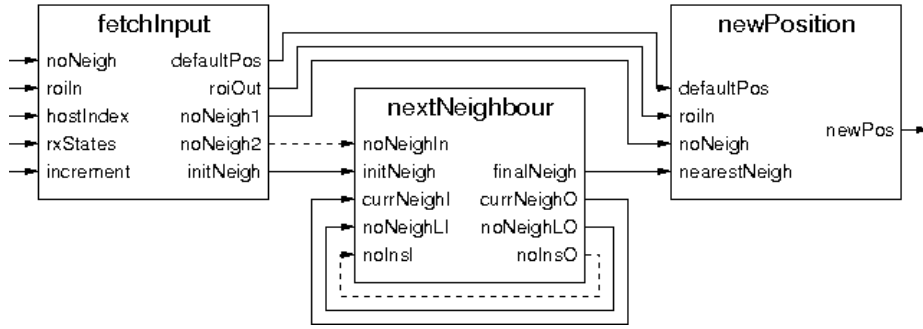 fetchInput
noNeigh defaultPos
roiIn roiOut
hostIndex noNeigh1
rxStates noNeigh2
increment initNeigh
nextNeighbour
noNeighIn
initNeigh finalNeigh
currNeighI currNeighO
noNeighLI noNeighLO
noInsI noInsO
newPosition
defaultPos
roiIn
newPos
noNeigh
nearestNeigh